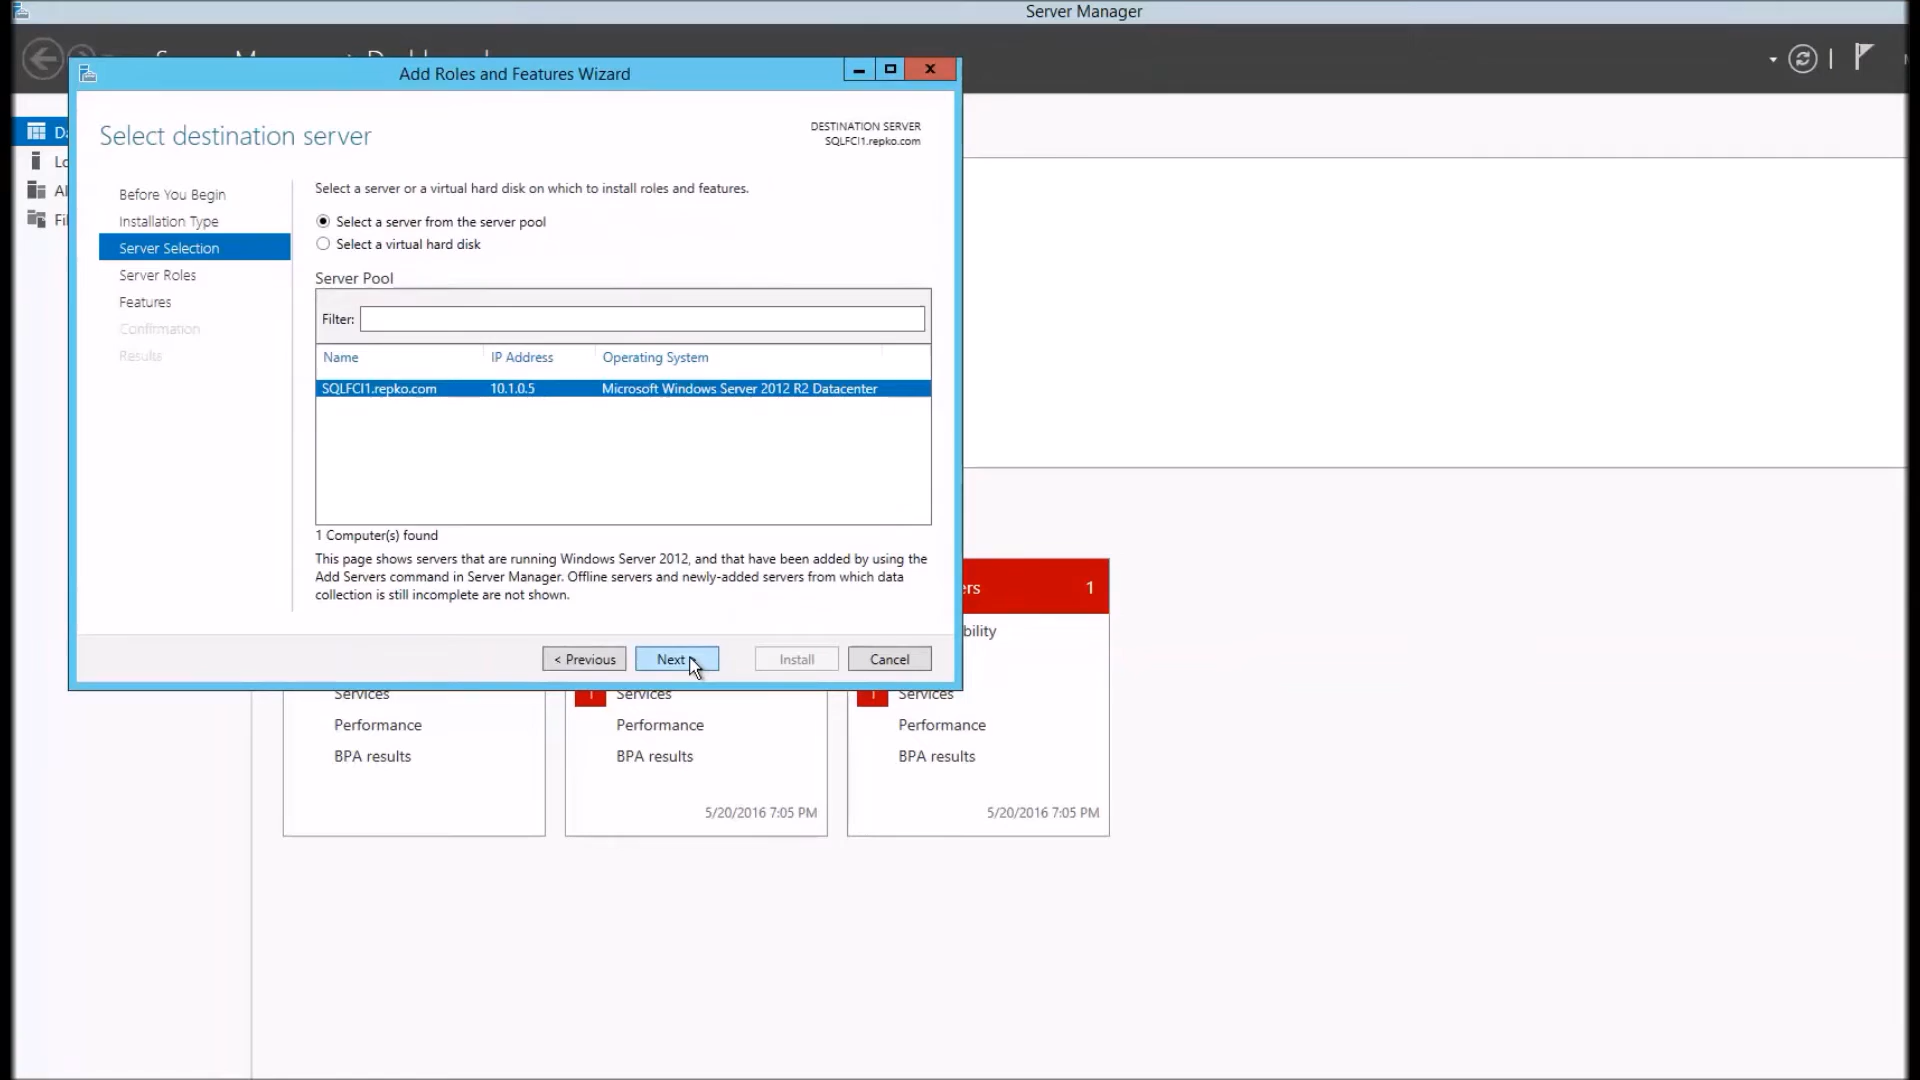 Server Manager
Add Roles and Features Wizard
Select destination server
DESTINATION SERVER
SQLFCI1.repko.com
Before You Begin
Installation Type
Server Selection
Server Roles
Features
Confirmation
Results
Select a server or a virtual hard disk on which to install roles and features.
Select a server from the server pool
Select a virtual hard disk
Server Pool
Filter:
Name IP Address Operating System
SQLFCI1.repko.com 10.1.0.5 Microsoft Windows Server 2012 R2 Datacenter
1 Computer(s) found
This page shows servers that are running Windows Server 2012, and that have been added by using the
Add Servers command in Server Manager. Offline servers and newly-added servers from which data
collection is still incomplete are not shown.
< Previous Next Install Cancel
1
Services 1 Services 1 Services
Performance Performance Performance
BPA results BPA results BPA results
5/20/2016 7:05 PM 5/20/2016 7:05 PM